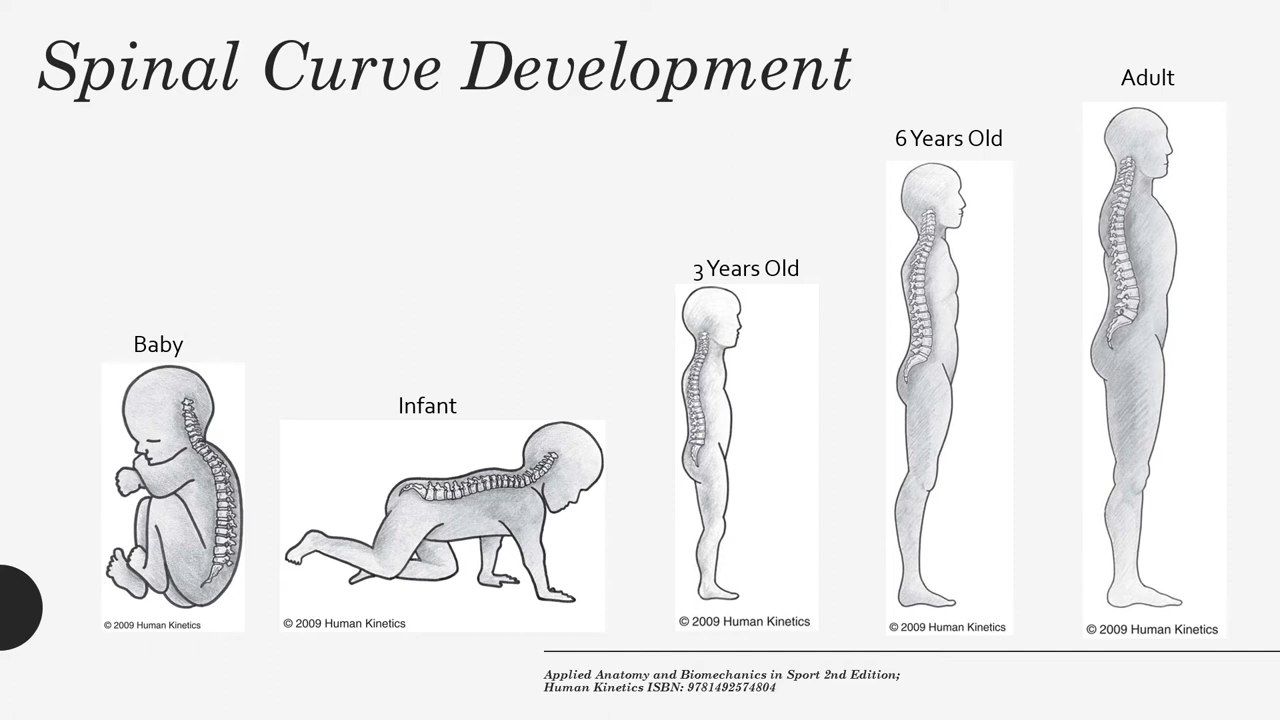 Spinal Curve Development
Adult
6 Years Old
3 Years Old
Baby
Infant
© 2009 Human Kinetics
© 2009 Human Kinetics
© 2009 Human Kinetics
© 2009 Human Kinetics
© 2009 Human Kinetics
Applied Anatomy and Biomechanics in Sport 2nd Edition;
Human Kinetics ISBN: 9781492574804